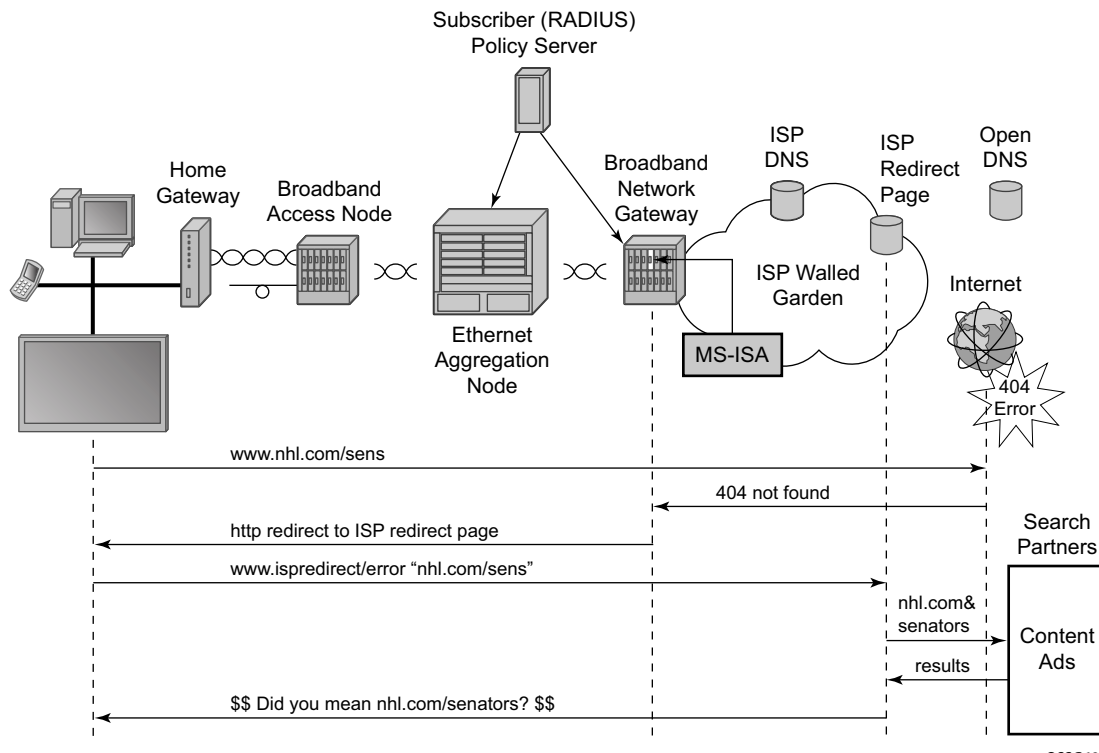 Subscriber (RADIUS)
Policy Server
Home
Gateway
Broadband
Access Node
Ethernet
Aggregation
Node
Broadband
Network
Gateway
ISP
DNS
ISP
Redirect
Page
Open
DNS
ISP Walled
Garden
MS-ISA
Internet
404
Error
www.nhl.com/sens
404 not found
http redirect to ISP redirect page
www.ispredirect/error “nhl.com/sens”
Search
Partners
nhl.com&
senators
Content
Ads
results
$$ Did you mean nhl.com/senators? $$